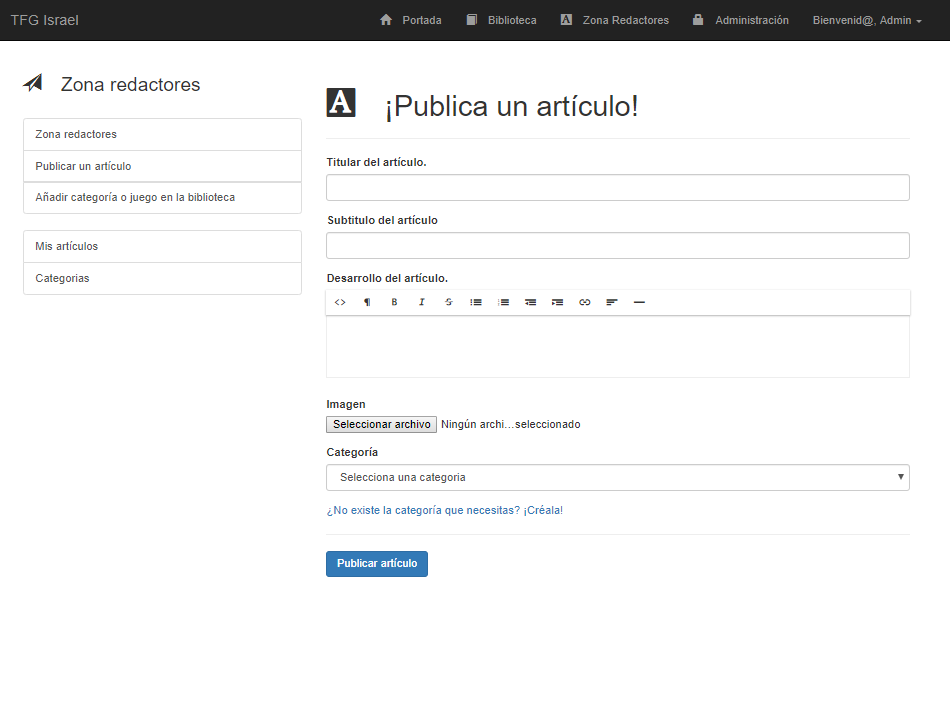 TFG Israel
Portada
Biblioteca
Zona Redactores
Administración
Bienvenid@, Admin
Zona redactores
Zona redactores
Publicar un artículo
Añadir categoría o juego en la biblioteca
Mis artículos
Categorias
A ¡Publica un artículo!
Titular del artículo.
Subtitulo del artículo
Desarrollo del artículo.
<> ¶ B I S
Imagen
Seleccionar archivo Ningún archi...seleccionado
Categoría
Selecciona una categoria
¿No existe la categoría que necesitas? ¡Créala!
Publicar artículo